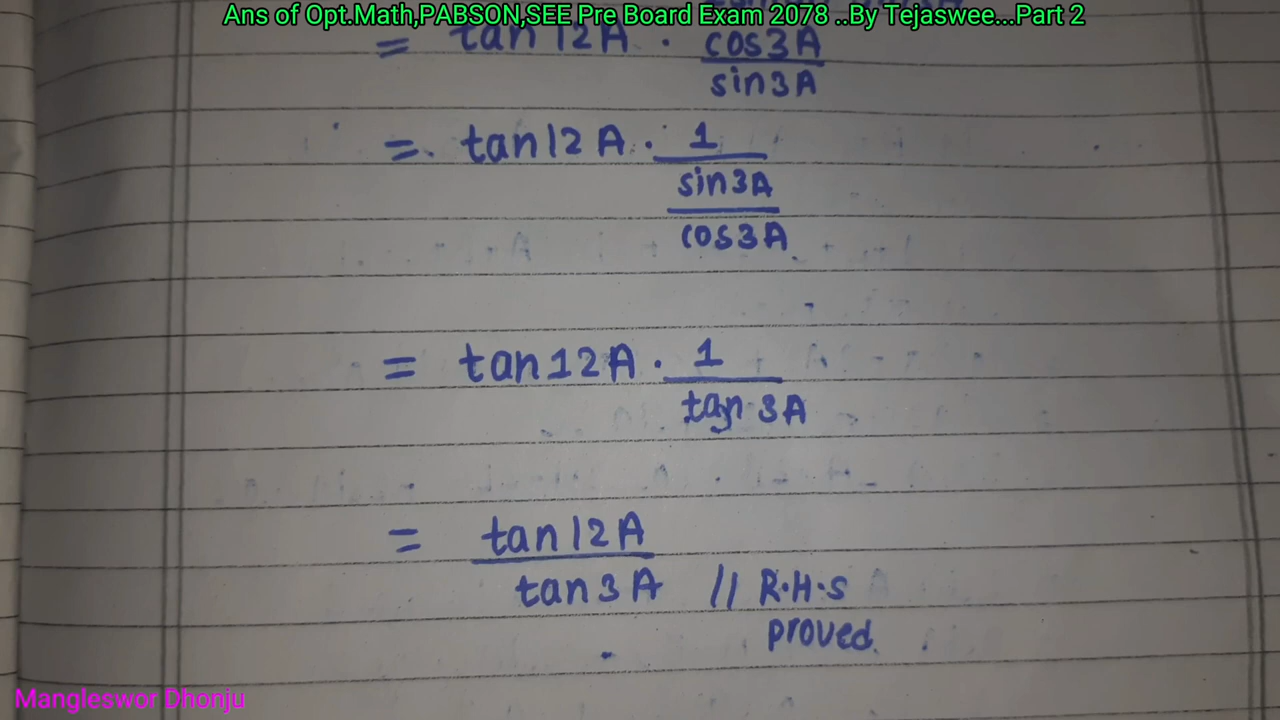 Ans of Opt.Math,PABSON,SEE Pre Board Exam 2078 ..By Tejaswee...Part 2
= tan 12A . cos3A
sin3A
=. tan12A . 1
sin3A
cos3A
= tan12A . 1
tan 3A
= tan12A
tan3A // R.H.S
proved.
Mangleswor Dhonju